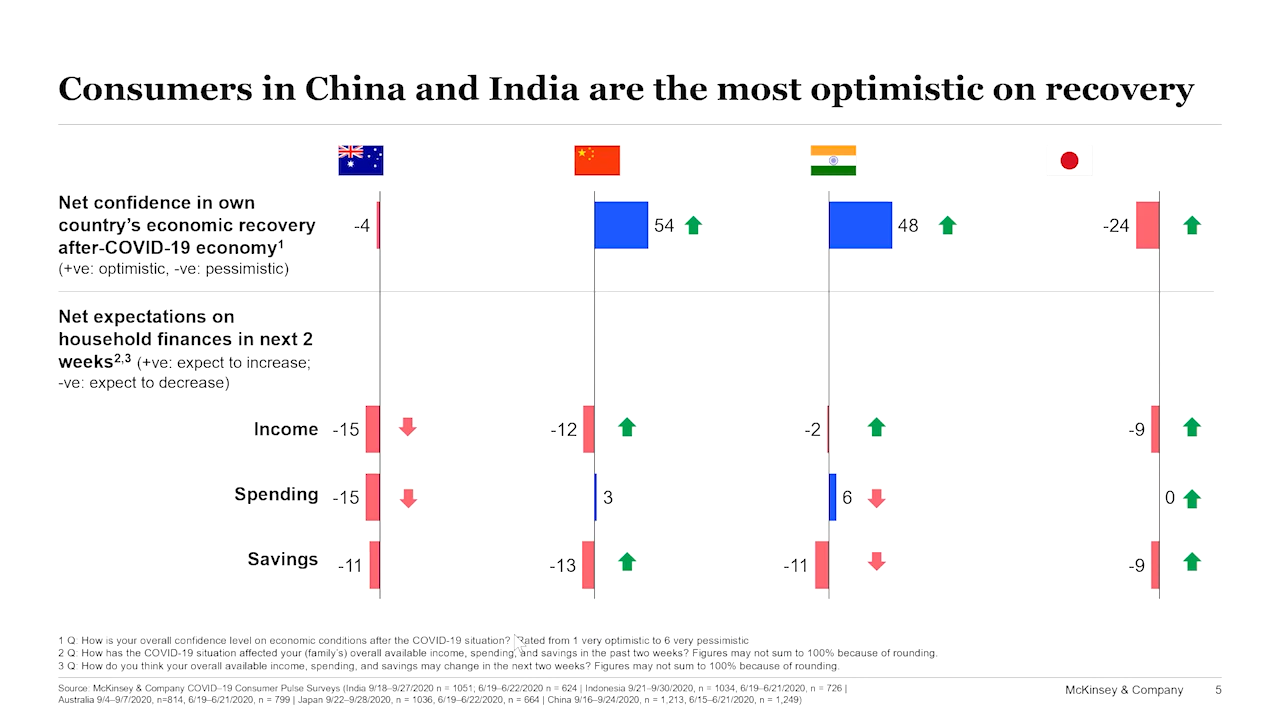 Consumers in China and India are the most optimistic on recovery
Net confidence in own
country's economic recovery
after-COVID-19 economy¹
(+ve: optimistic, -ve: pessimistic)
-4
54
48
-24
Net expectations on
household finances in next 2
weeks²,³ (+ve: expect to increase;
-ve: expect to decrease)
Income
-15
-12
-2
-9
Spending
-15
3
6
0
Savings
-11
-13
-11
-9
1 Q: How is your overall confidence level on economic conditions after the COVID-19 situation? Rated from 1 very optimistic to 6 very pessimistic
2 Q: How has the COVID-19 situation affected your (family's) overall available income, spending, and savings in the past two weeks? Figures may not sum to 100% because of rounding.
3 Q: How do you think your overall available income, spending, and savings may change in the next two weeks? Figures may not sum to 100% because of rounding.
Source: McKinsey & Company COVID–19 Consumer Pulse Surveys (India 9/18–9/27/2020 n = 1051; 6/19–6/22/2020 n = 624 | Indonesia 9/21–9/30/2020, n = 1034, 6/19–6/21/2020, n = 726 |
Australia 9/4–9/7/2020, n=814, 6/19–6/21/2020, n = 799 | Japan 9/22–9/28/2020, n = 1036, 6/19–6/22/2020, n = 664 | China 9/16–9/24/2020, n = 1,213, 6/15–6/21/2020, n = 1,249)
McKinsey & Company
5